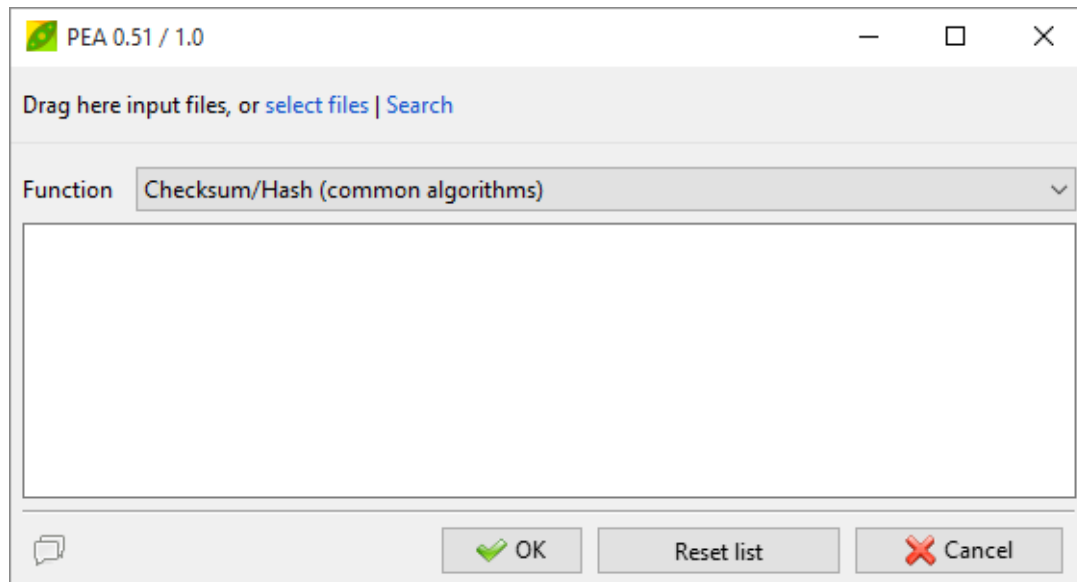 PEA 0.51 / 1.0
Drag here input files, or select files | Search
Function Checksum/Hash (common algorithms)
OK Reset list Cancel